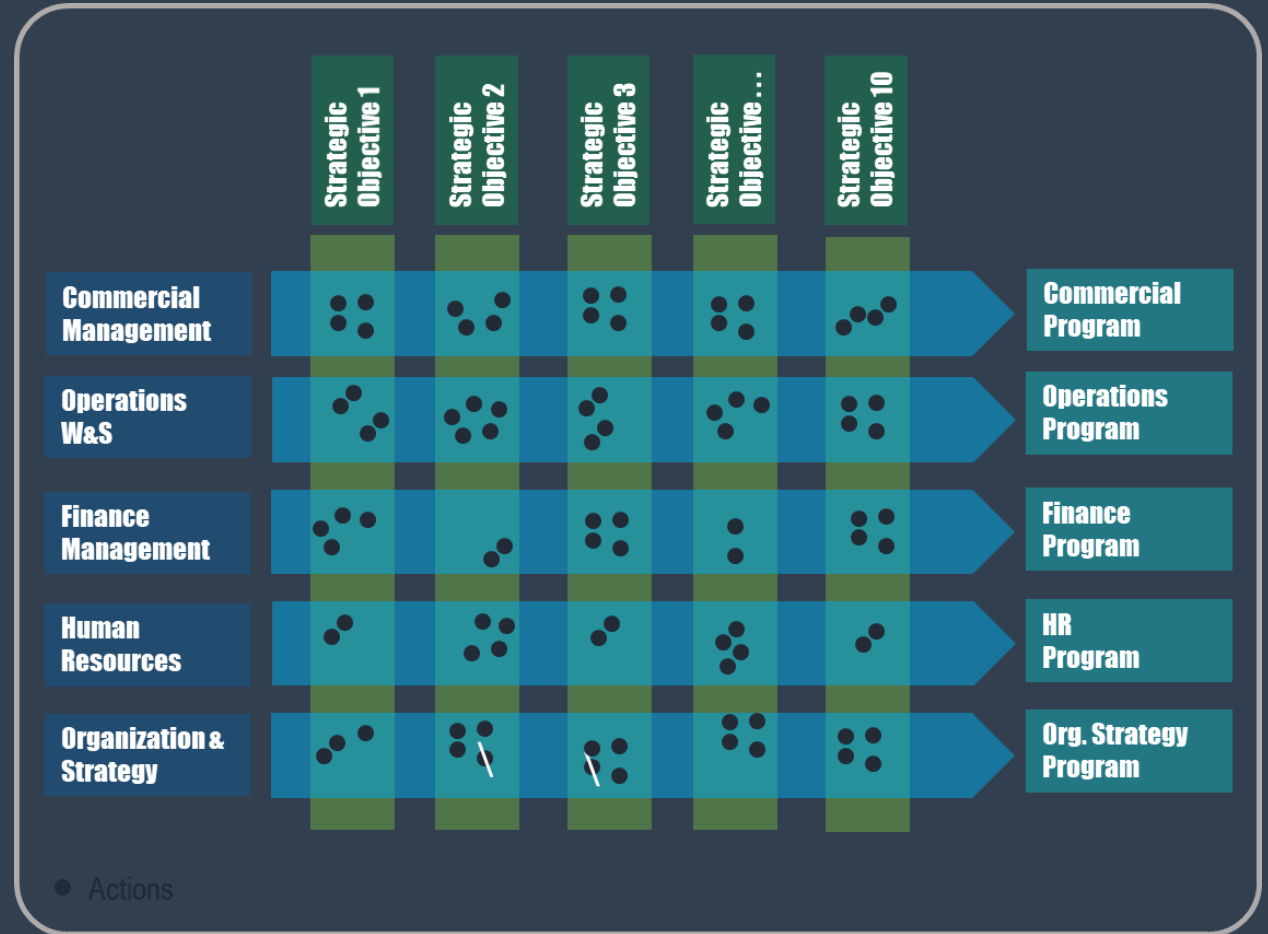 Strategic
Objective 1
Strategic
Objective 2
Strategic
Objective 3
Strategic
Objective...
Strategic
Objective 10
Commercial
Management
Commercial
Program
Operations
W&S
Operations
Program
Finance
Management
Finance
Program
Human
Resources
HR
Program
Organization &
Strategy
Org. Strategy
Program
Actions